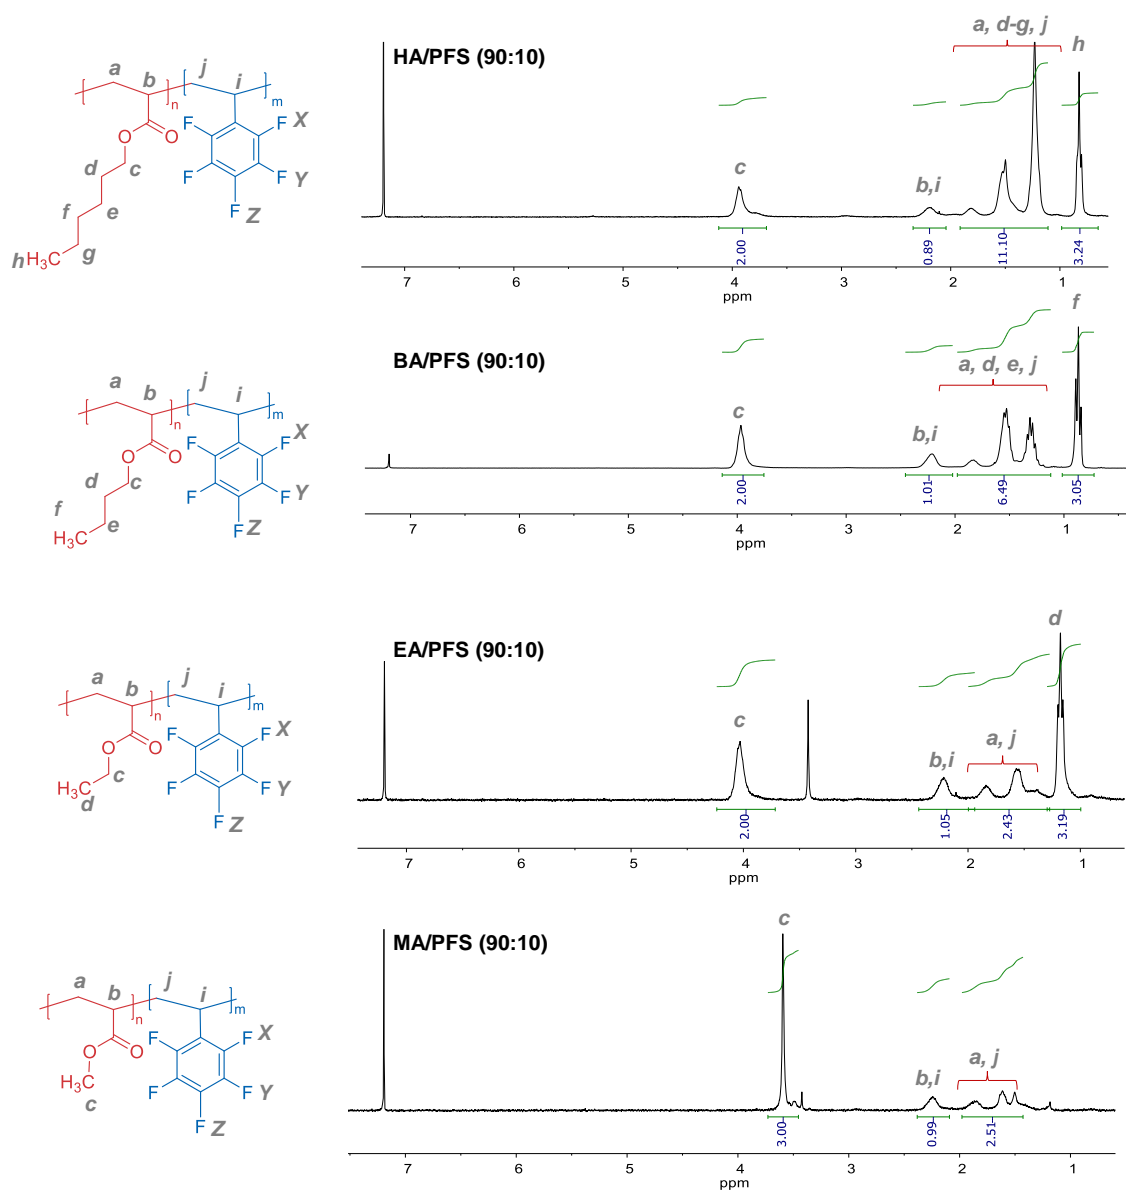 HA/PFS (90:10)
a, d-g, j
h
a
b
j
i
n
m
O
O
F
F
X
F
F
Y
F
Z
d
c
f
e
g
hH₃C
c
b,i
2.00
0.89
11.10
3.24
7 6 5 4 3 2 1
ppm
BA/PFS (90:10)
f
a, d, e, j
a
b
j
i
n
m
O
O
F
F
X
F
F
Y
F
Z
d
c
f
e
H₃C
c
b,i
2.00
1.01
6.49
3.05
7 6 5 4 3 2 1
ppm
EA/PFS (90:10)
d
a
b
j
i
n
m
O
O
F
F
X
F
F
Y
F
Z
H₃C
c
d
c
b,i
a, j
2.00
1.05
2.43
3.19
7 6 5 4 3 2 1
ppm
c
MA/PFS (90:10)
a
b
j
i
n
m
O
O
F
F
X
F
F
Y
F
Z
H₃C
c
b,i
a, j
3.00
0.99
2.51
7 6 5 4 3 2 1
ppm